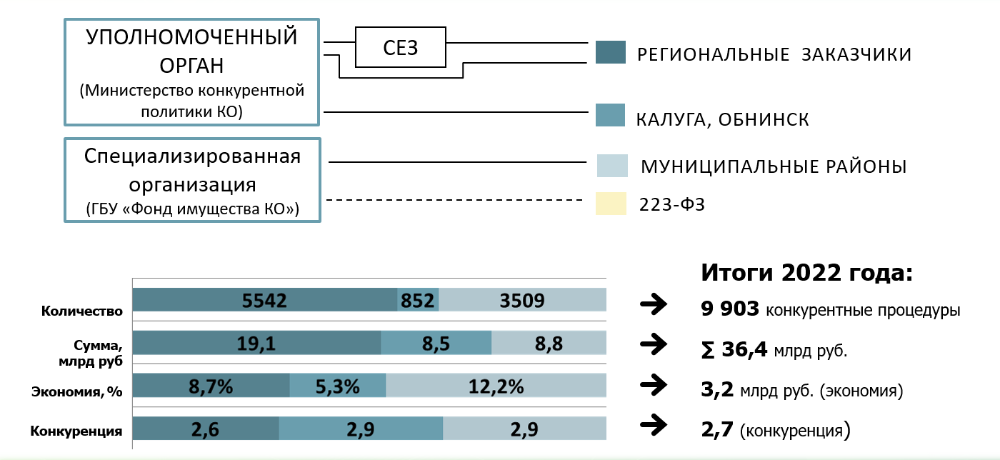 УПОЛНОМОЧЕННЫЙ
ОРГАН
(Министерство конкурентной
политики КО)
СЕЗ
РЕГИОНАЛЬНЫЕ ЗАКАЗЧИКИ
КАЛУГА, ОБНИНСК
Специализированная
организация
(ГБУ «Фонд имущества КО»)
МУНИЦИПАЛЬНЫЕ РАЙОНЫ
223-ФЗ
Итоги 2022 года:
Количество
5542 852 3509
9 903 конкурентные процедуры
Сумма,
млрд руб
19,1 8,5 8,8
∑ 36,4 млрд руб.
Экономия, %
8,7% 5,3% 12,2%
3,2 млрд руб. (экономия)
Конкуренция
2,6 2,9 2,9
2,7 (конкуренция)